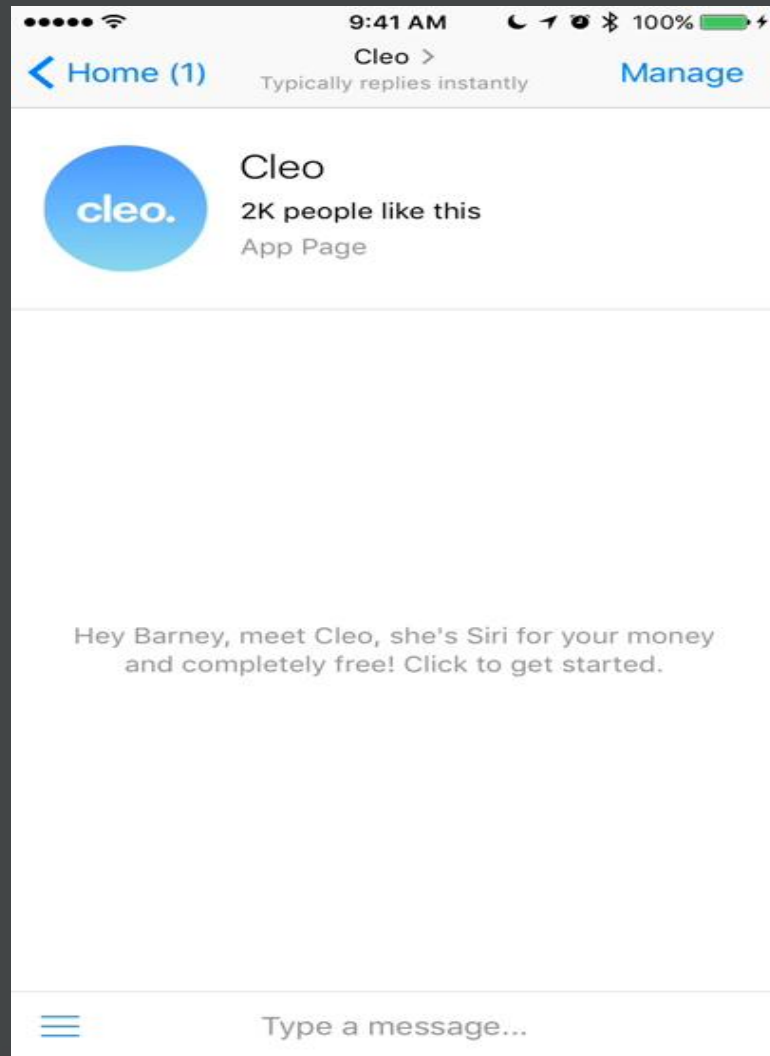 9:41 AM 100%
Home (1) Cleo > Manage
Typically replies instantly
cleo.
Cleo
2K people like this
App Page
Hey Barney, meet Cleo, she's Siri for your money
and completely free! Click to get started.
Type a message...